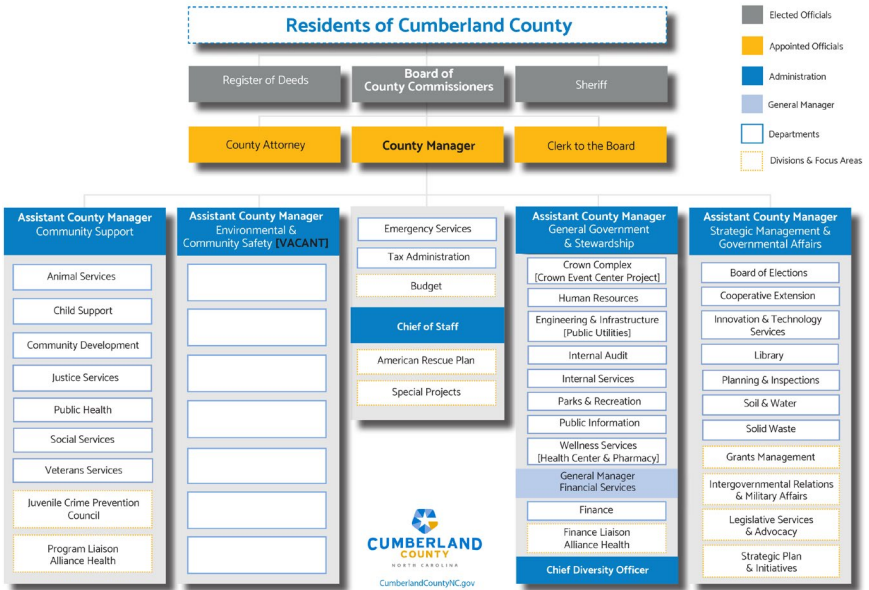 Residents of Cumberland County
Elected Officials
Appointed Officials
Administration
General Manager
Departments
Divisions & Focus Areas
Register of Deeds
Board of
County Commissioners
Sheriff
County Attorney
County Manager
Clerk to the Board
Assistant County Manager
Community Support
Animal Services
Child Support
Community Development
Justice Services
Public Health
Social Services
Veterans Services
Juvenile Crime Prevention
Council
Program Liaison
Alliance Health
Assistant County Manager
Environmental &
Community Safety [VACANT]
Emergency Services
Tax Administration
Budget
Chief of Staff
American Rescue Plan
Special Projects
CUMBERLAND
COUNTY
NORTH CAROLINA
CumberlandCountyNC.gov
Assistant County Manager
General Government
& Stewardship
Crown Complex
[Crown Event Center Project]
Human Resources
Engineering & Infrastructure
[Public Utilities]
Internal Audit
Internal Services
Parks & Recreation
Public Information
Wellness Services
[Health Center & Pharmacy]
General Manager
Financial Services
Finance
Finance Liaison
Alliance Health
Chief Diversity Officer
Assistant County Manager
Strategic Management &
Governmental Affairs
Board of Elections
Cooperative Extension
Innovation & Technology
Services
Library
Planning & Inspections
Soil & Water
Solid Waste
Grants Management
Intergovernmental Relations
& Military Affairs
Legislative Services
& Advocacy
Strategic Plan
& Initiatives